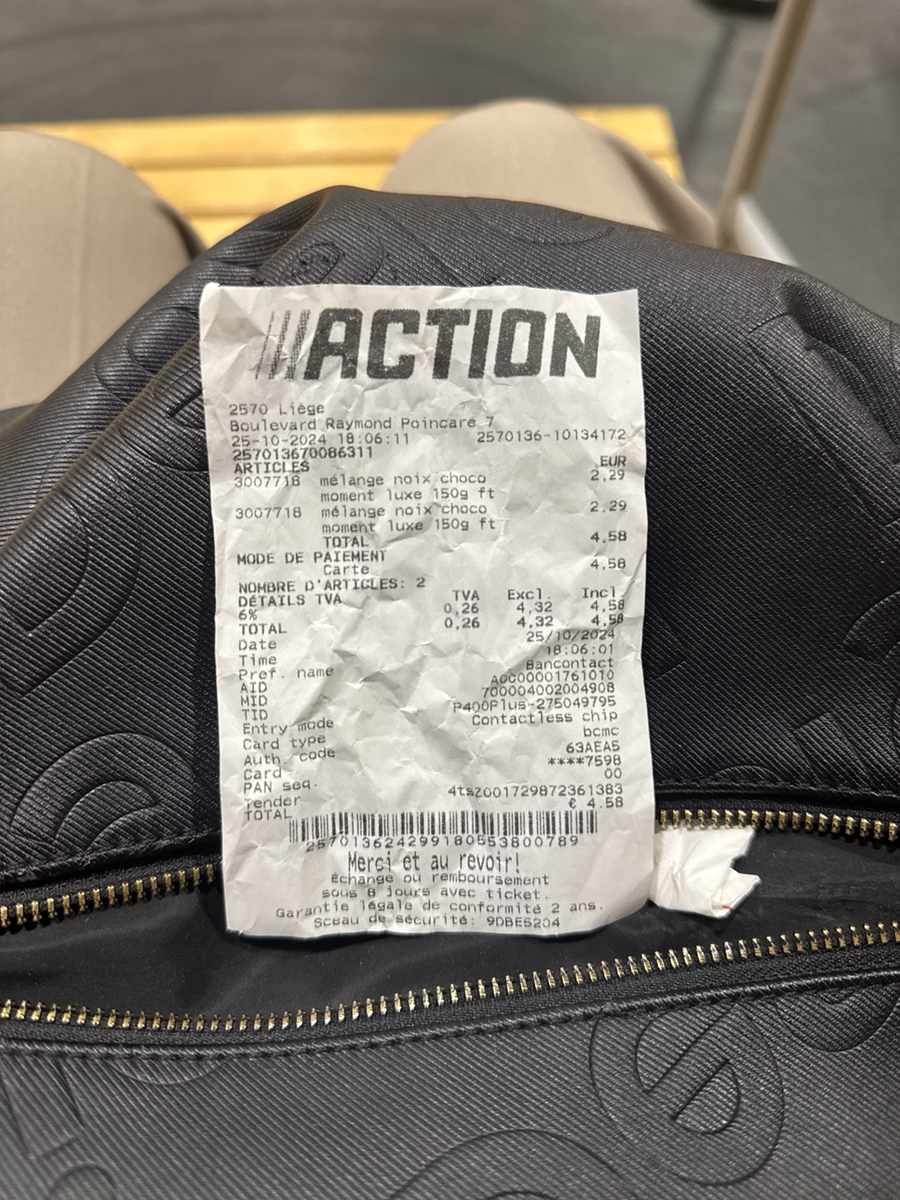 ACTION
2570 Liège
Boulevard Raymond Poincaré 7
25-10-2024 18:06:11 2570136-10134172
257013670086311
ARTICLES EUR
3007718 mélange noix choco 2,29
moment luxe 150g ft
3007718 mélange noix choco 2,29
moment luxe 150g ft
TOTAL 4,58
MODE DE PAIEMENT
Carte 4,58
NOMBRE D'ARTICLES: 2
DÉTAILS TVA TVA Excl. Incl.
6% 0,26 4,32 4,58
TOTAL 0,26 4,32 4,58
Date 25/10/2024
Time 18:06:01
Pref. name Bancontact
AID A0000001761010
MID 700004002004908
TID P400Plus-275049795
Entry mode Contactless chip
Card type bcmc
Auth code 63AEA5
Card ****7598
PAN seq. 00
Tender 4tsZ001729872361383
TOTAL € 4.58
257013624299180553800789
Merci et au revoir!
échange ou remboursement
sous 8 jours avec ticket.
Garantie légale de conformité 2 ans.
Sceau de sécurité: 9DBE5204